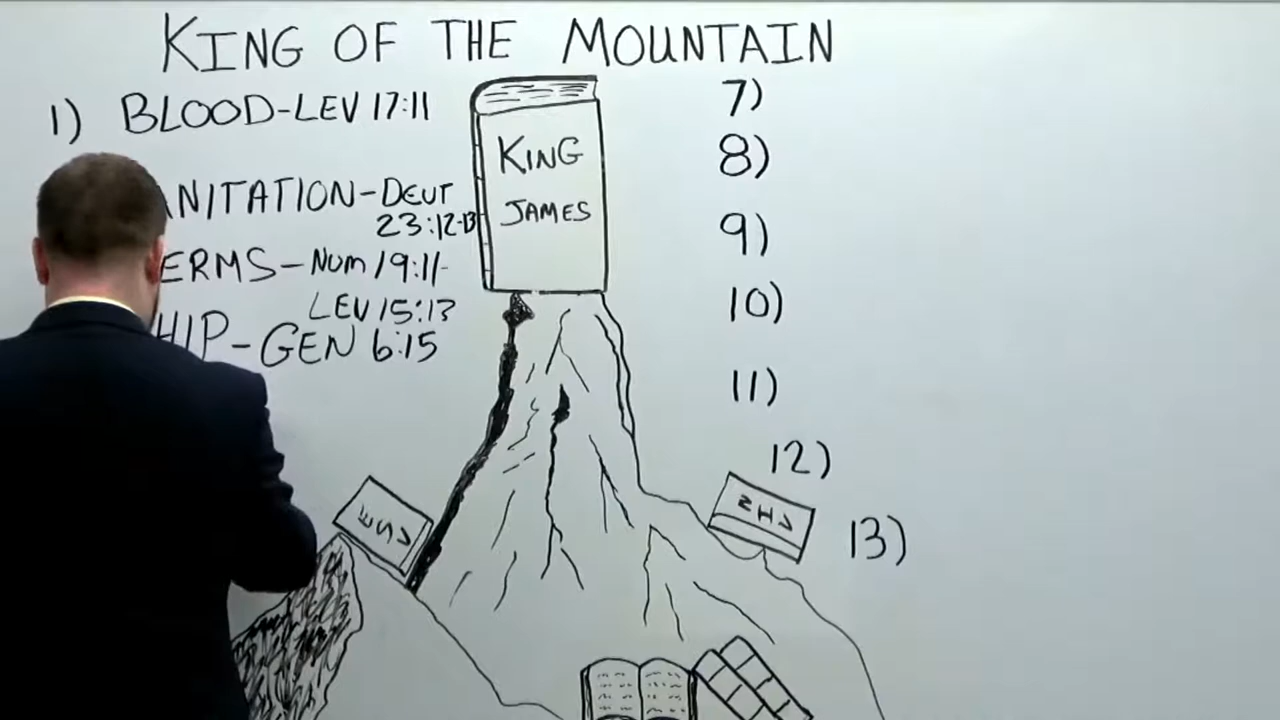 KING OF THE MOUNTAIN
1) BLOOD-LEV 17:11
ANITATION-DEUT
23:12-13
ERMS-NUM 19:11-
LEV 15:13
HIP-GEN 6:15
KING
JAMES
ESV
7)
8)
9)
10)
11)
12)
13)